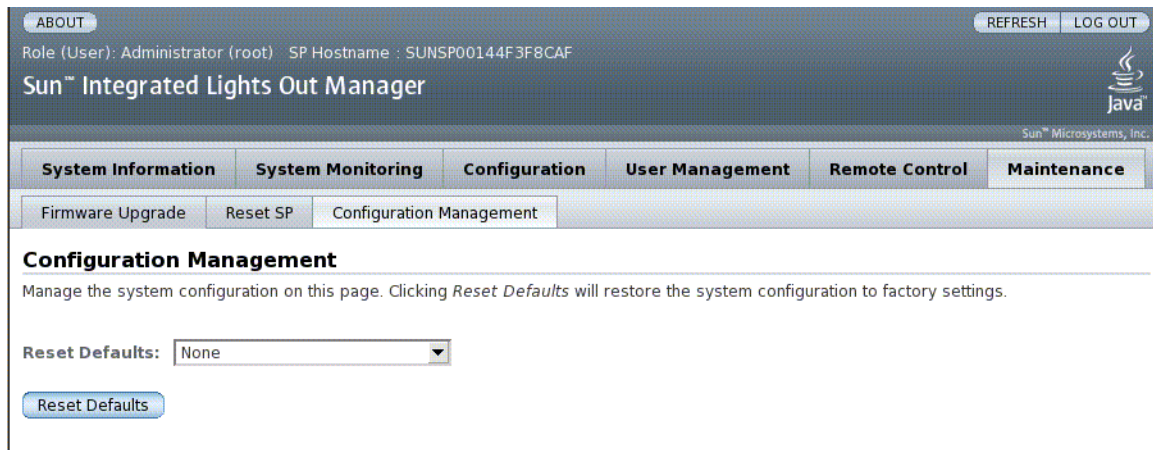 ABOUT REFRESH LOG OUT
Role (User): Administrator (root) SP Hostname : SUNSP00144F3F8CAF
Sun™ Integrated Lights Out Manager
Java™
Sun™ Microsystems, Inc.
System Information System Monitoring Configuration User Management Remote Control Maintenance
Firmware Upgrade Reset SP Configuration Management
Configuration Management
Manage the system configuration on this page. Clicking Reset Defaults will restore the system configuration to factory settings.
Reset Defaults: None
Reset Defaults